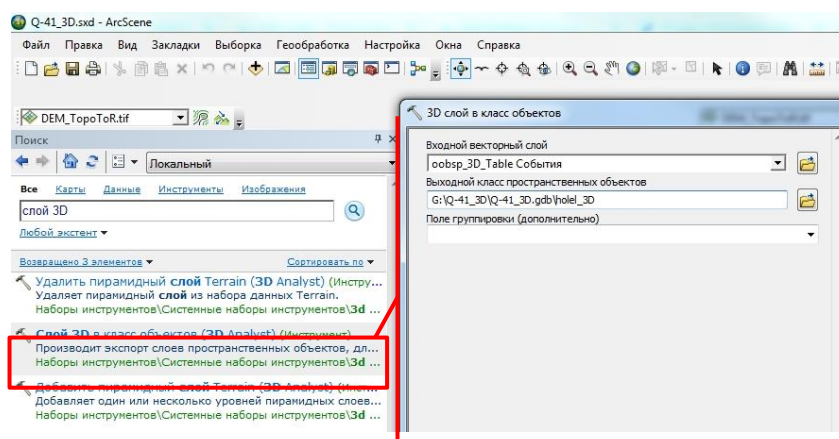 Q-41_3D.sxd - ArcScene
Файл Правка Вид Закладки Выборка Геообработка Настройка Окна Справка
DEM_TopoToR.tif
Поиск
Локальный
Все Карты Данные Инструменты Изображения
слой 3D
Любой экстент
Возвращено 3 элементов Сортировать по
Удалить пирамидный слой Terrain (3D Analyst) (Инстру...
Удаляет пирамидный слой из набора данных Terrain.
Наборы инструментов\Системные наборы инструментов\3d ...
Слой 3D в класс объектов (3D Analyst) (Инструмент)
Производит экспорт слоев пространственных объектов, дл...
Наборы инструментов\Системные наборы инструментов\3d ...
Добавить пирамидный слой Terrain (3D Analyst) (Инст...
Добавляет один или несколько уровней пирамидных слоев...
Наборы инструментов\Системные наборы инструментов\3d ...
3D слой в класс объектов
Входной векторный слой
oobsp_3D_Table События
Выходной класс пространственных объектов
G:\Q-41_3D\Q-41_3D.gdb\holel_3D
Поле группировки (дополнительно)